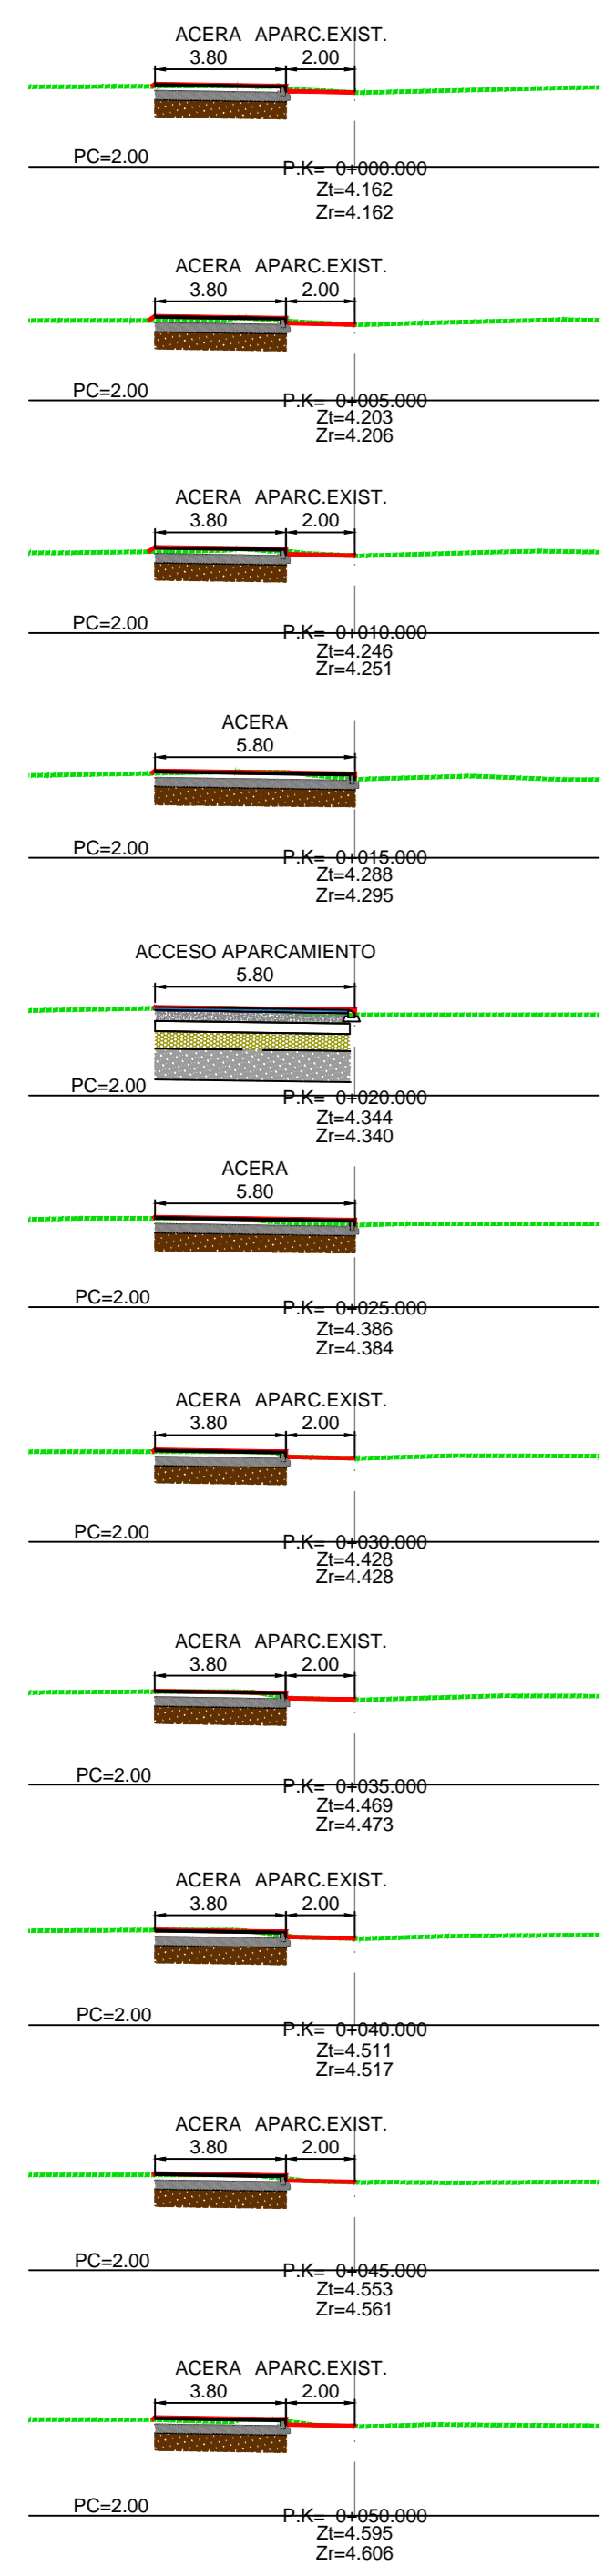 ACERA APARC.EXIST.
3.80 2.00
PC=2.00
P.K= 0+000.000
Zt=4.162
Zr=4.162
ACERA APARC.EXIST.
3.80 2.00
PC=2.00
P.K= 0+005.000
Zt=4.203
Zr=4.206
ACERA APARC.EXIST.
3.80 2.00
PC=2.00
P.K= 0+010.000
Zt=4.246
Zr=4.251
ACERA
5.80
PC=2.00
P.K= 0+015.000
Zt=4.288
Zr=4.295
ACCESO APARCAMIENTO
5.80
PC=2.00
P.K= 0+020.000
Zt=4.344
Zr=4.340
ACERA
5.80
PC=2.00
P.K= 0+025.000
Zt=4.386
Zr=4.384
ACERA APARC.EXIST.
3.80 2.00
PC=2.00
P.K= 0+030.000
Zt=4.428
Zr=4.428
ACERA APARC.EXIST.
3.80 2.00
PC=2.00
P.K= 0+035.000
Zt=4.469
Zr=4.473
ACERA APARC.EXIST.
3.80 2.00
PC=2.00
P.K= 0+040.000
Zt=4.511
Zr=4.517
ACERA APARC.EXIST.
3.80 2.00
PC=2.00
P.K= 0+045.000
Zt=4.553
Zr=4.561
ACERA APARC.EXIST.
3.80 2.00
PC=2.00
P.K= 0+050.000
Zt=4.595
Zr=4.606